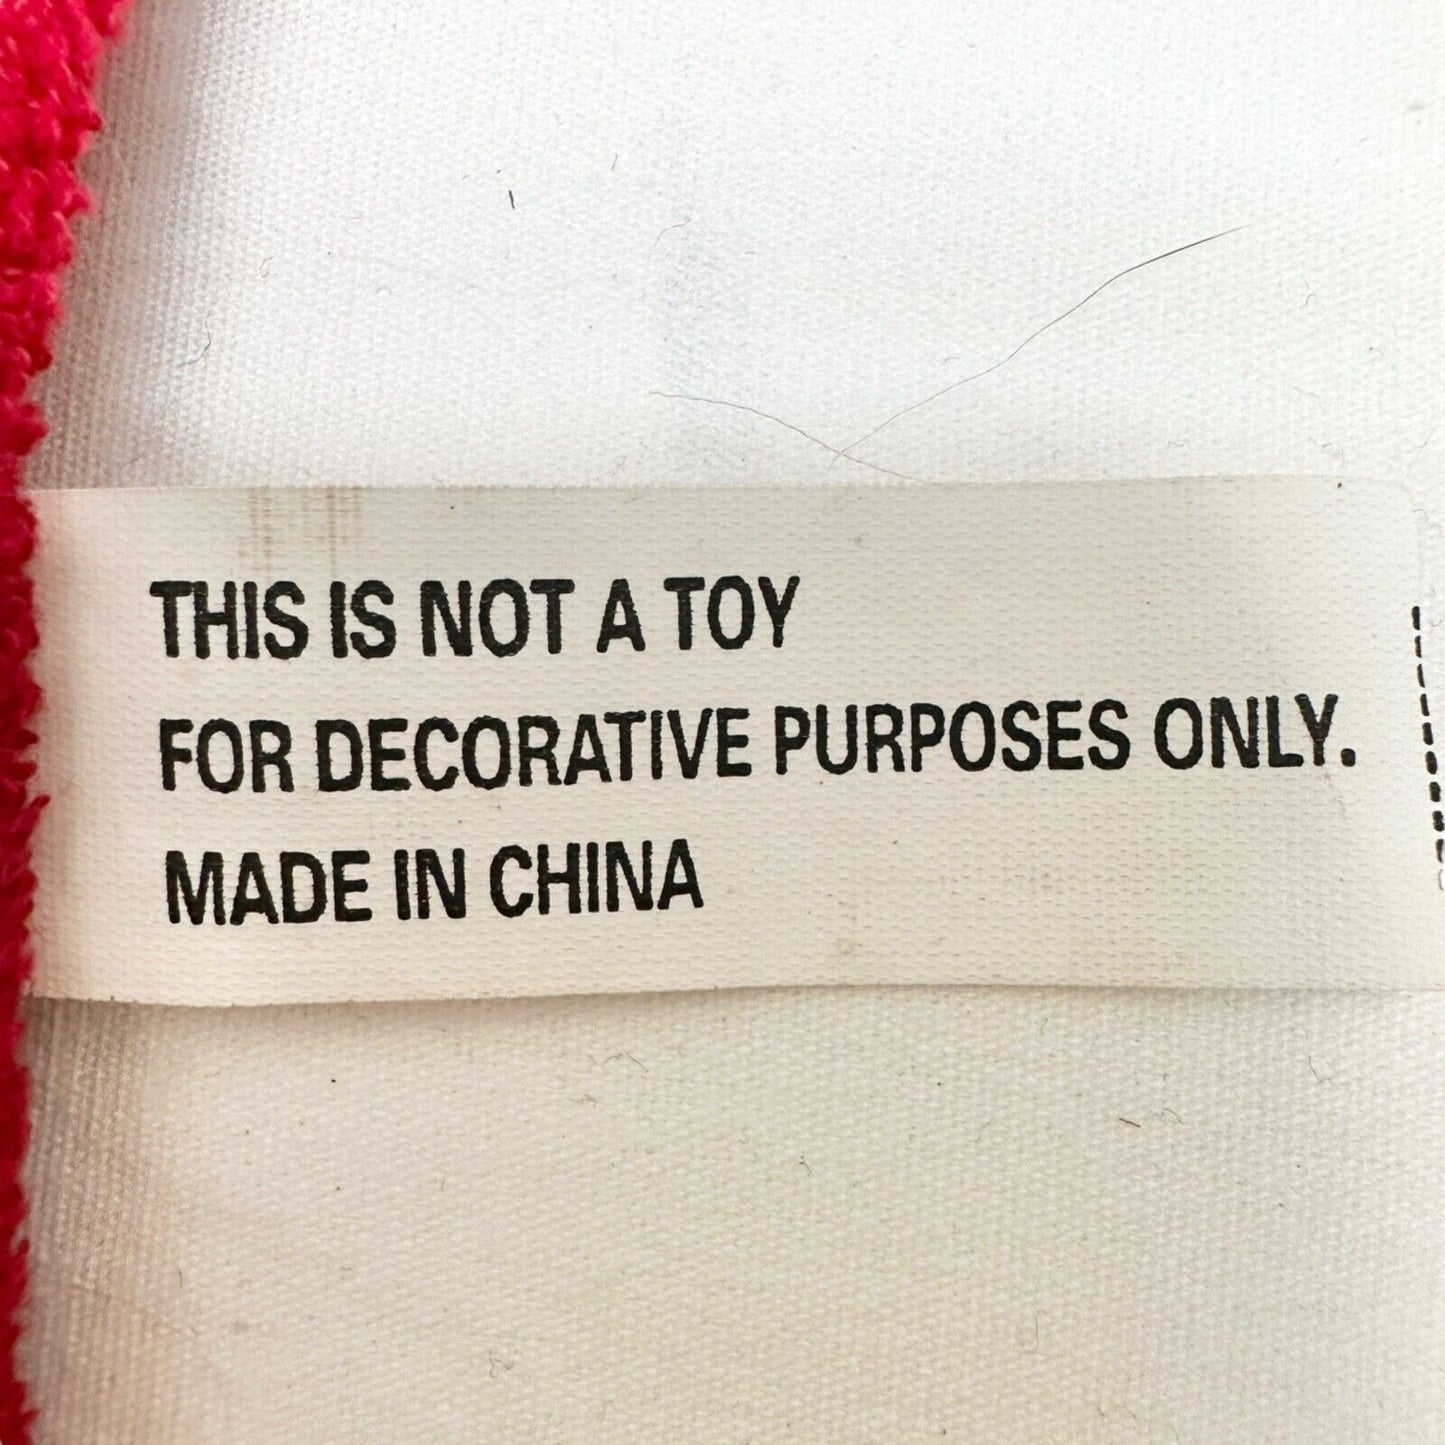 THIS IS NOT A TOY
FOR DECORATIVE PURPOSES ONLY.
MADE IN CHINA